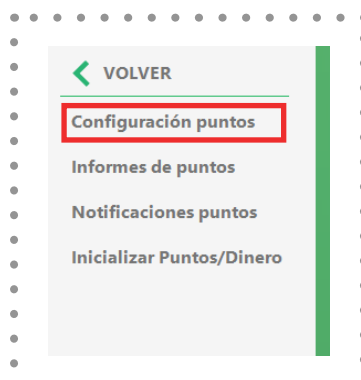 VOLVER
Configuración puntos
Informes de puntos
Notificaciones puntos
Inicializar Puntos/Dinero